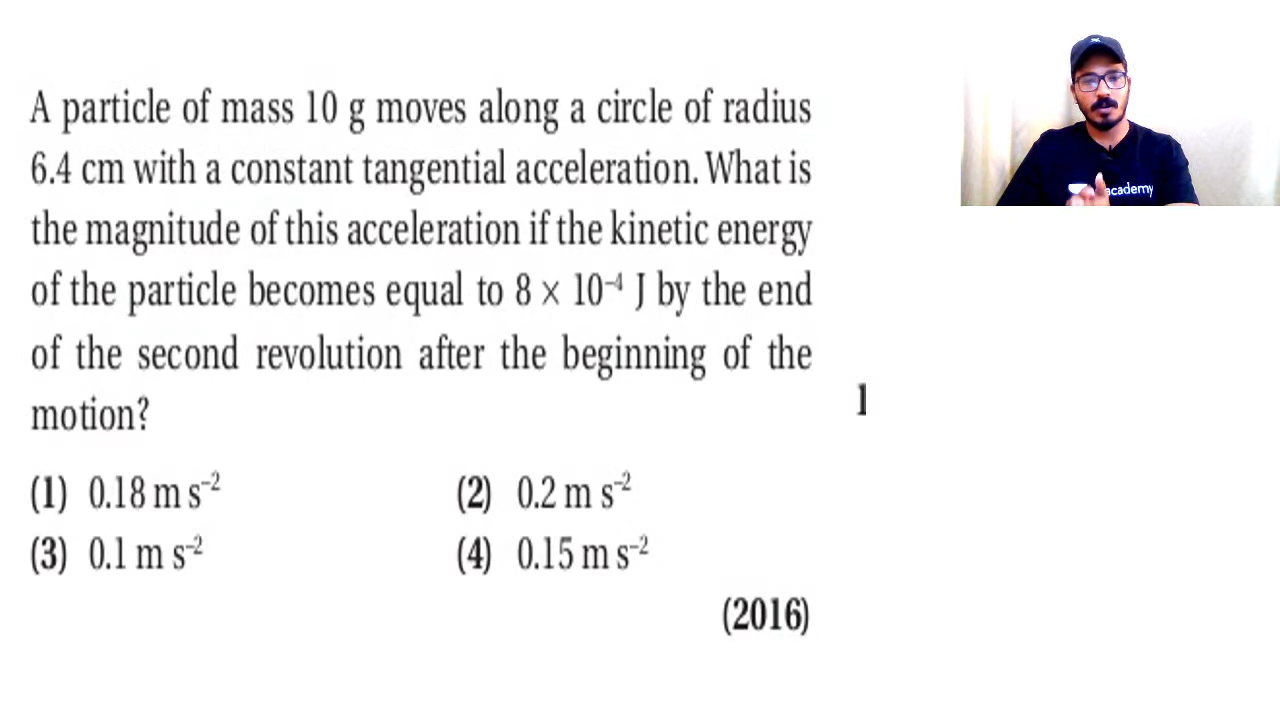 A particle of mass 10 g moves along a circle of radius
6.4 cm with a constant tangential acceleration. What is
the magnitude of this acceleration if the kinetic energy
of the particle becomes equal to 8 × 10⁻⁴ J by the end
of the second revolution after the beginning of the
motion?
(1) 0.18 m s⁻² (2) 0.2 m s⁻²
(3) 0.1 m s⁻² (4) 0.15 m s⁻²
(2016)
1
academy